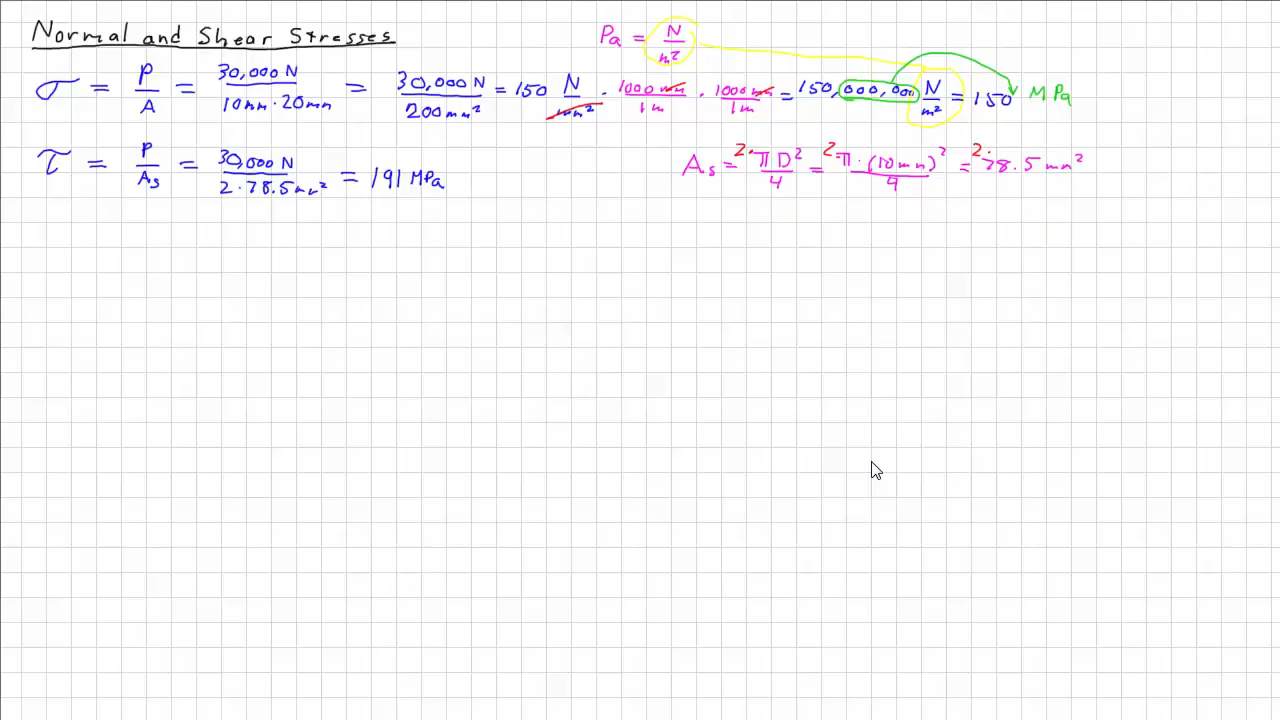 Normal and Shear Stresses
Pa = N/m²
σ = P/A = 30,000 N/10mm·20mm = 30,000 N/200mm² = 150 N/mm² · 1000mm/1m · 1000mm/1m = 150,000,000 N/m² = 150 MPa
τ = P/As = 30,000 N/2·78.5mm² = 191 MPa
As = 2·πD²/4 = 2·π·(10mm)²/4 = 2·78.5 mm²